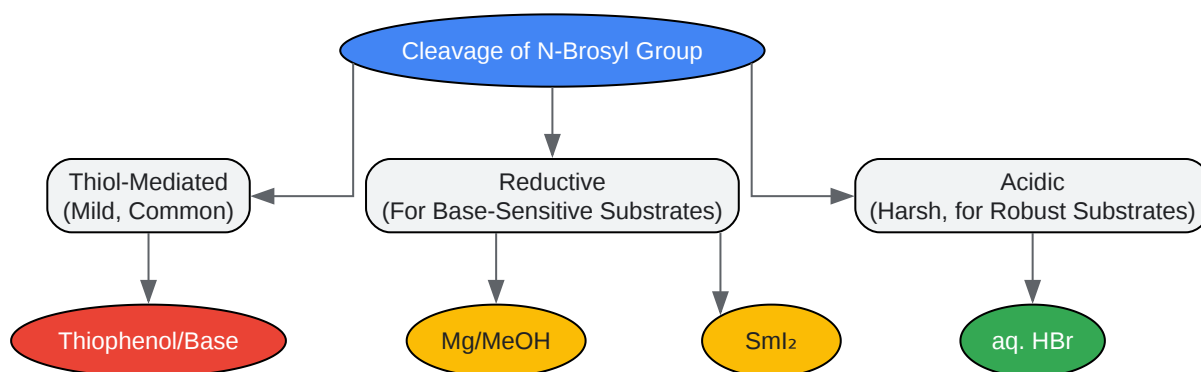 Cleavage of N-Brosyl Group
Thiol-Mediated
(Mild, Common)
Reductive
(For Base-Sensitive Substrates)
Acidic
(Harsh, for Robust Substrates)
Thiophenol/Base
Mg/MeOH
SmI₂
aq. HBr